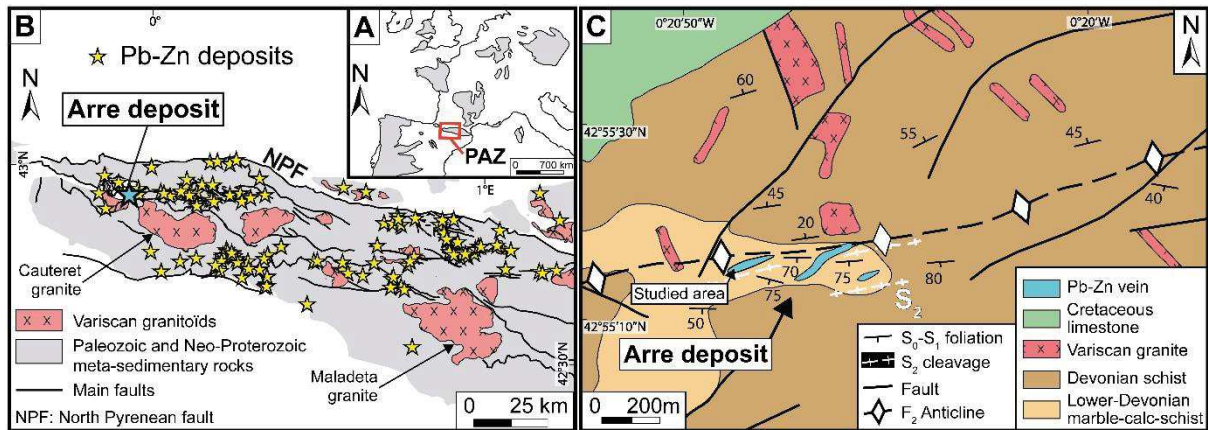 B
0°
Pb-Zn deposits
N
Arre deposit
43°N
NPF
1°E
Cauteret
granite
Variscan granitoïds
Paleozoic and Neo-Proterozoic
meta-sedimentary rocks
Main faults
NPF: North Pyrenean fault
Maladeta
granite
42°30'N
0 25 km
A
N
PAZ
0 700 km
C
0°20'50"W
0°20'W
N
60
42°55'30"N
55
45
45
40
20
70
75
80
75
Studied area
S2
50
42°55'10"N
Arre deposit
0 200m
S0-S1 foliation
S2 cleavage
Fault
F2 Anticline
Pb-Zn vein
Cretaceous
limestone
Variscan granite
Devonian schist
Lower-Devonian
marble-calc-schist